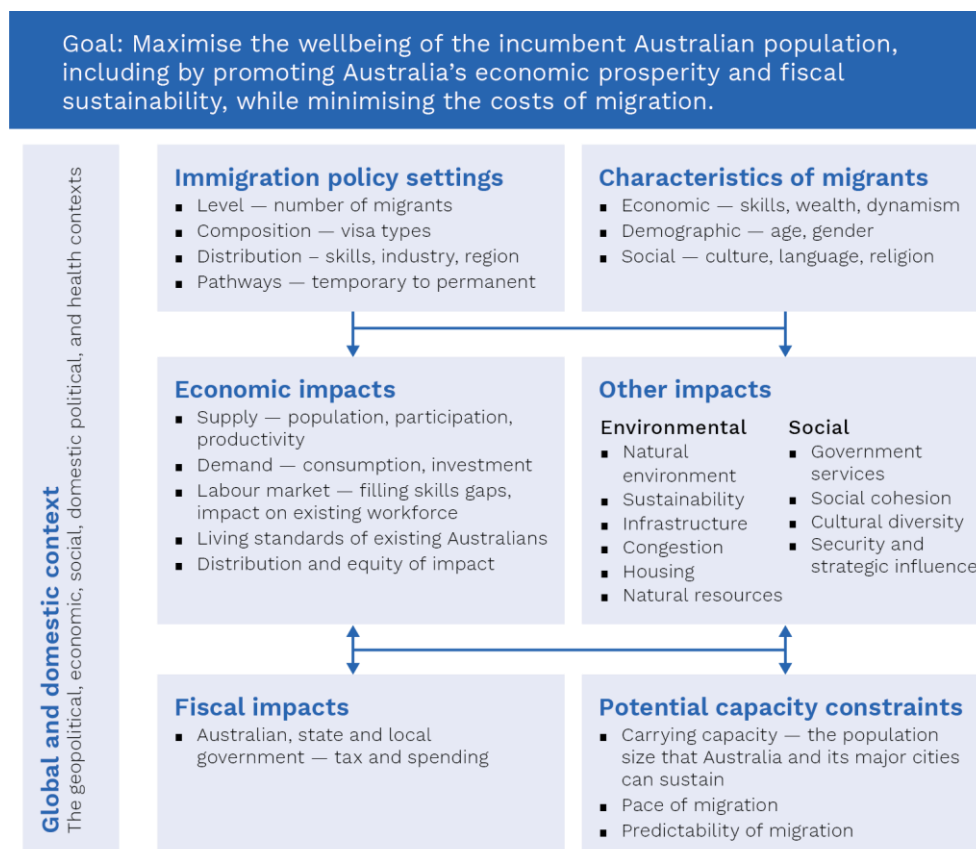 Goal: Maximise the wellbeing of the incumbent Australian population,
including by promoting Australia's economic prosperity and fiscal
sustainability, while minimising the costs of migration.
Global and domestic context
The geopolitical, economic, social, domestic political, and health contexts
Immigration policy settings
▪ Level — number of migrants
▪ Composition — visa types
▪ Distribution – skills, industry, region
▪ Pathways — temporary to permanent
Characteristics of migrants
▪ Economic — skills, wealth, dynamism
▪ Demographic — age, gender
▪ Social — culture, language, religion
Economic impacts
▪ Supply — population, participation,
productivity
▪ Demand — consumption, investment
▪ Labour market — filling skills gaps,
impact on existing workforce
▪ Living standards of existing Australians
▪ Distribution and equity of impact
Other impacts
Environmental
▪ Natural
environment
▪ Sustainability
▪ Infrastructure
▪ Congestion
▪ Housing
▪ Natural resources
Social
▪ Government
services
▪ Social cohesion
▪ Cultural diversity
▪ Security and
strategic influence
Fiscal impacts
▪ Australian, state and local
government — tax and spending
Potential capacity constraints
▪ Carrying capacity — the population
size that Australia and its major cities
can sustain
▪ Pace of migration
▪ Predictability of migration